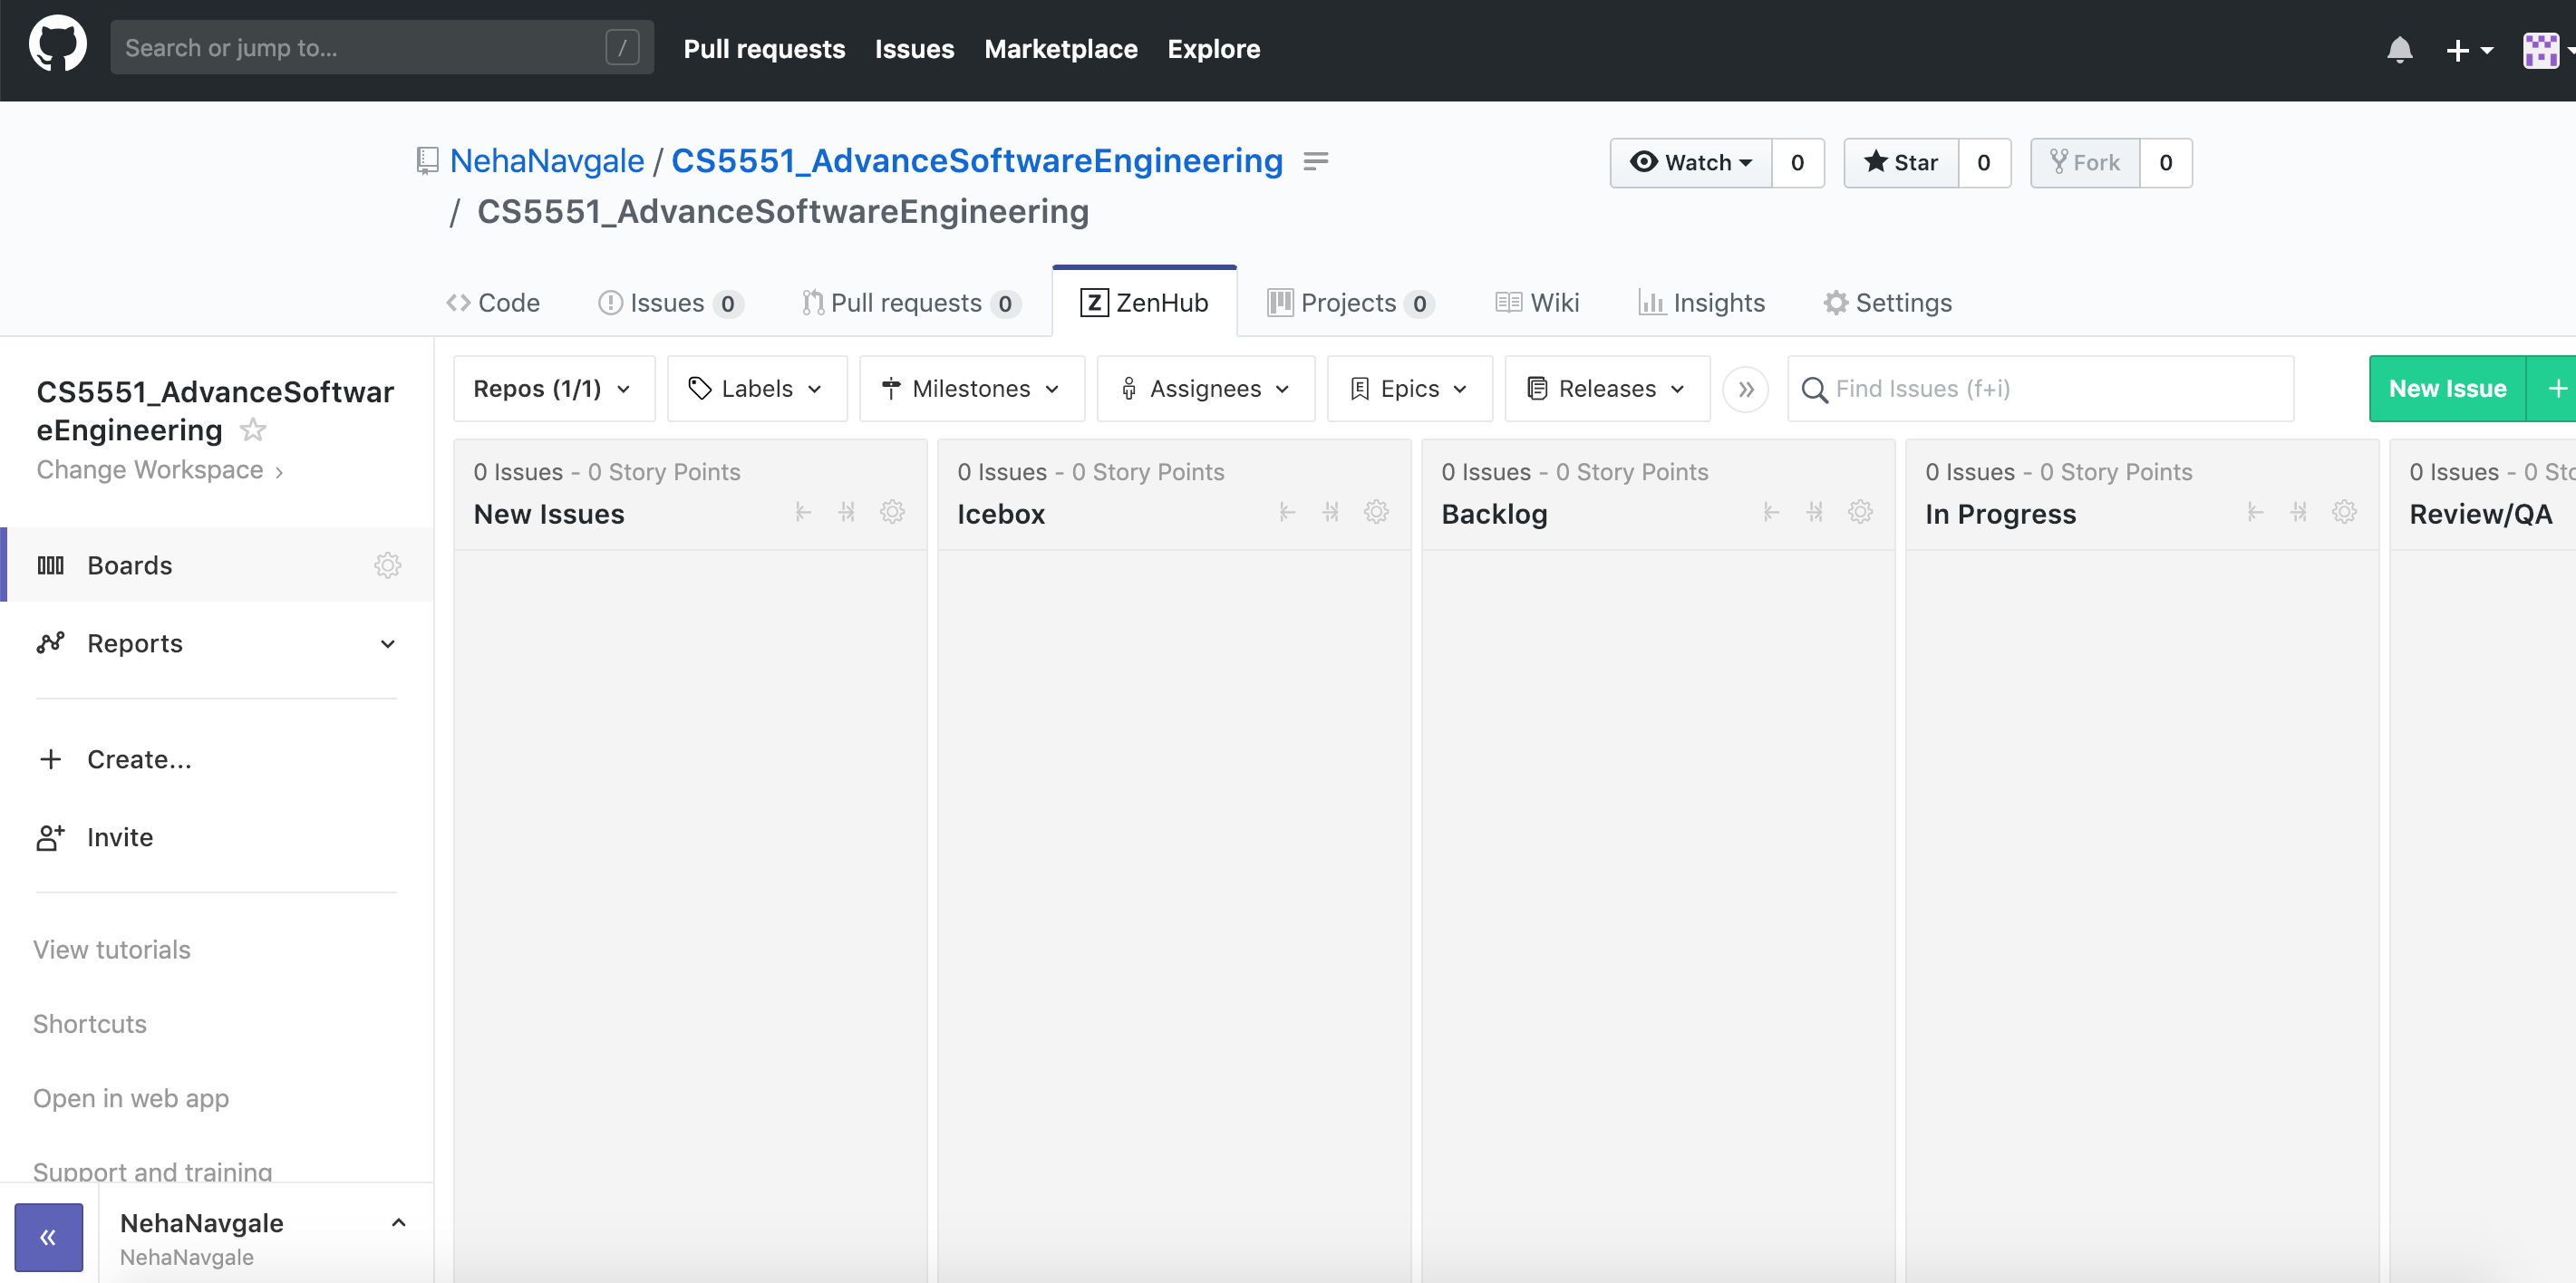 Search or jump to... /
Pull requests Issues Marketplace Explore
NehaNavgale / CS5551_AdvanceSoftwareEngineering
/ CS5551_AdvanceSoftwareEngineering
Watch 0 Star 0 Fork 0
Code Issues 0 Pull requests 0 Z ZenHub Projects 0 Wiki Insights Settings
CS5551_AdvanceSoftwar
eEngineering
Change Workspace
Boards
Reports
Create...
Invite
View tutorials
Shortcuts
Open in web app
Support and training
NehaNavgale
NehaNavgale
Repos (1/1) Labels Milestones Assignees E Epics Releases Find Issues (f+i) New Issue +
0 Issues - 0 Story Points
New Issues
0 Issues - 0 Story Points
Icebox
0 Issues - 0 Story Points
Backlog
0 Issues - 0 Story Points
In Progress
0 Issues - 0 Sto
Review/QA